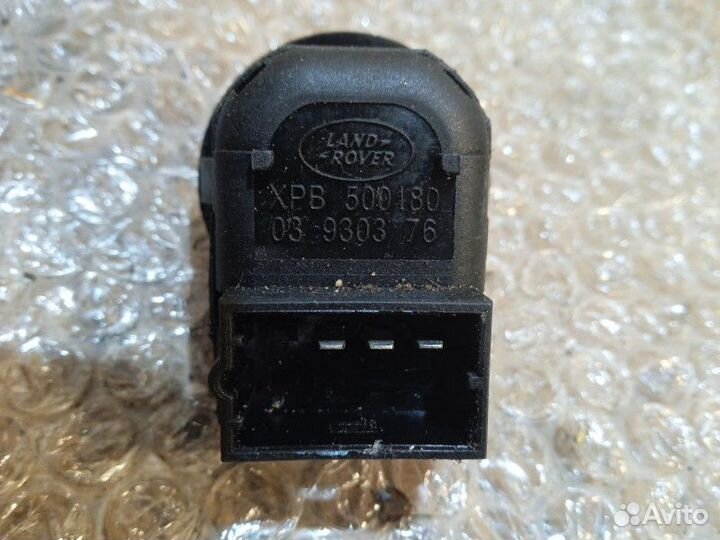 LAND-
-ROVER
XPB 500180
03 9303 76
Avito